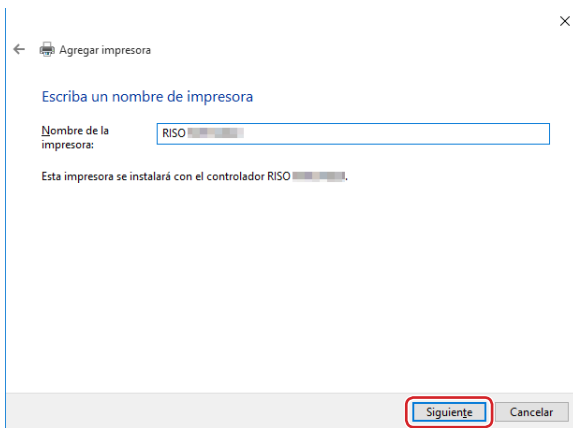 Agregar impresora
Escriba un nombre de impresora
Nombre de la
impresora:
RISO
Esta impresora se instalará con el controlador RISO .
Siguiente
Cancelar